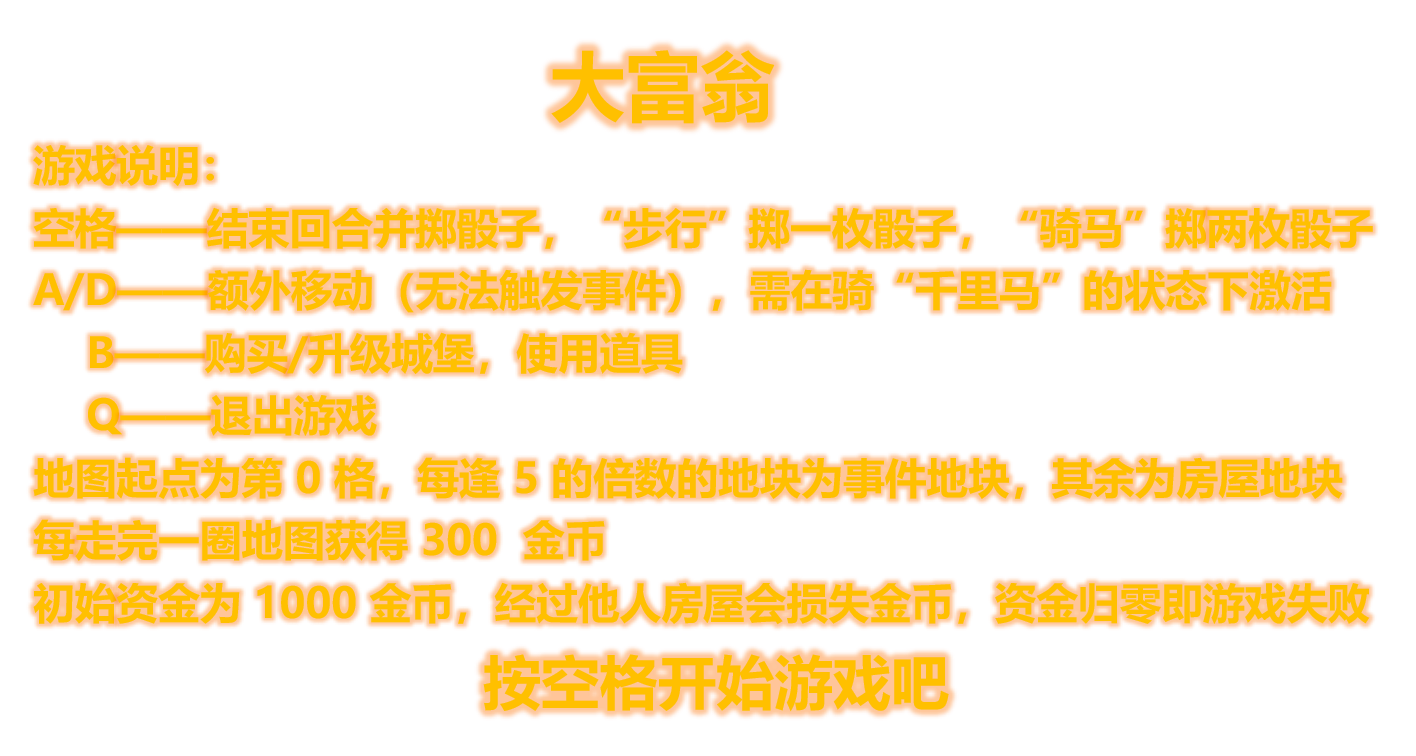 大富翁
游戏说明：
空格——结束回合并掷骰子，“步行”掷一枚骰子，“骑马”掷两枚骰子
A/D——额外移动（无法触发事件），需在骑“千里马”的状态下激活
B——购买/升级城堡，使用道具
Q——退出游戏
地图起点为第 0 格，每逢 5 的倍数的地块为事件地块，其余为房屋地块
每走完一圈地图获得 300 金币
初始资金为 1000 金币，经过他人房屋会损失金币，资金归零即游戏失败
按空格开始游戏吧